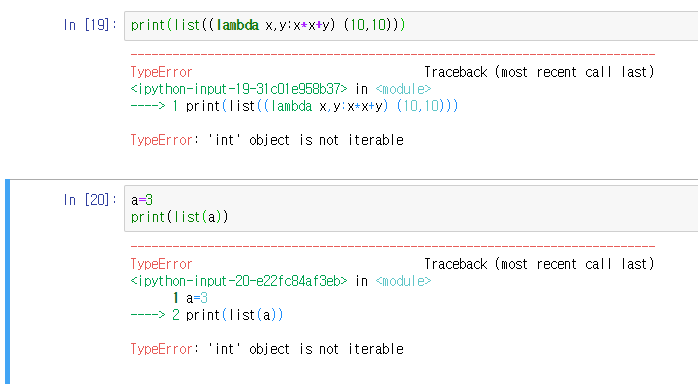 In [19]: print(list((lambda x,y:x*x+y) (10,10)))
---------------------------------------------------------------------------
TypeError                                 Traceback (most recent call last)
<ipython-input-19-31c01e958b37> in <module>
----> 1 print(list((lambda x,y:x*x+y) (10,10)))
TypeError: 'int' object is not iterable
In [20]: a=3
print(list(a))
---------------------------------------------------------------------------
TypeError                                 Traceback (most recent call last)
<ipython-input-20-e22fc84af3eb> in <module>
      1 a=3
----> 2 print(list(a))
TypeError: 'int' object is not iterable